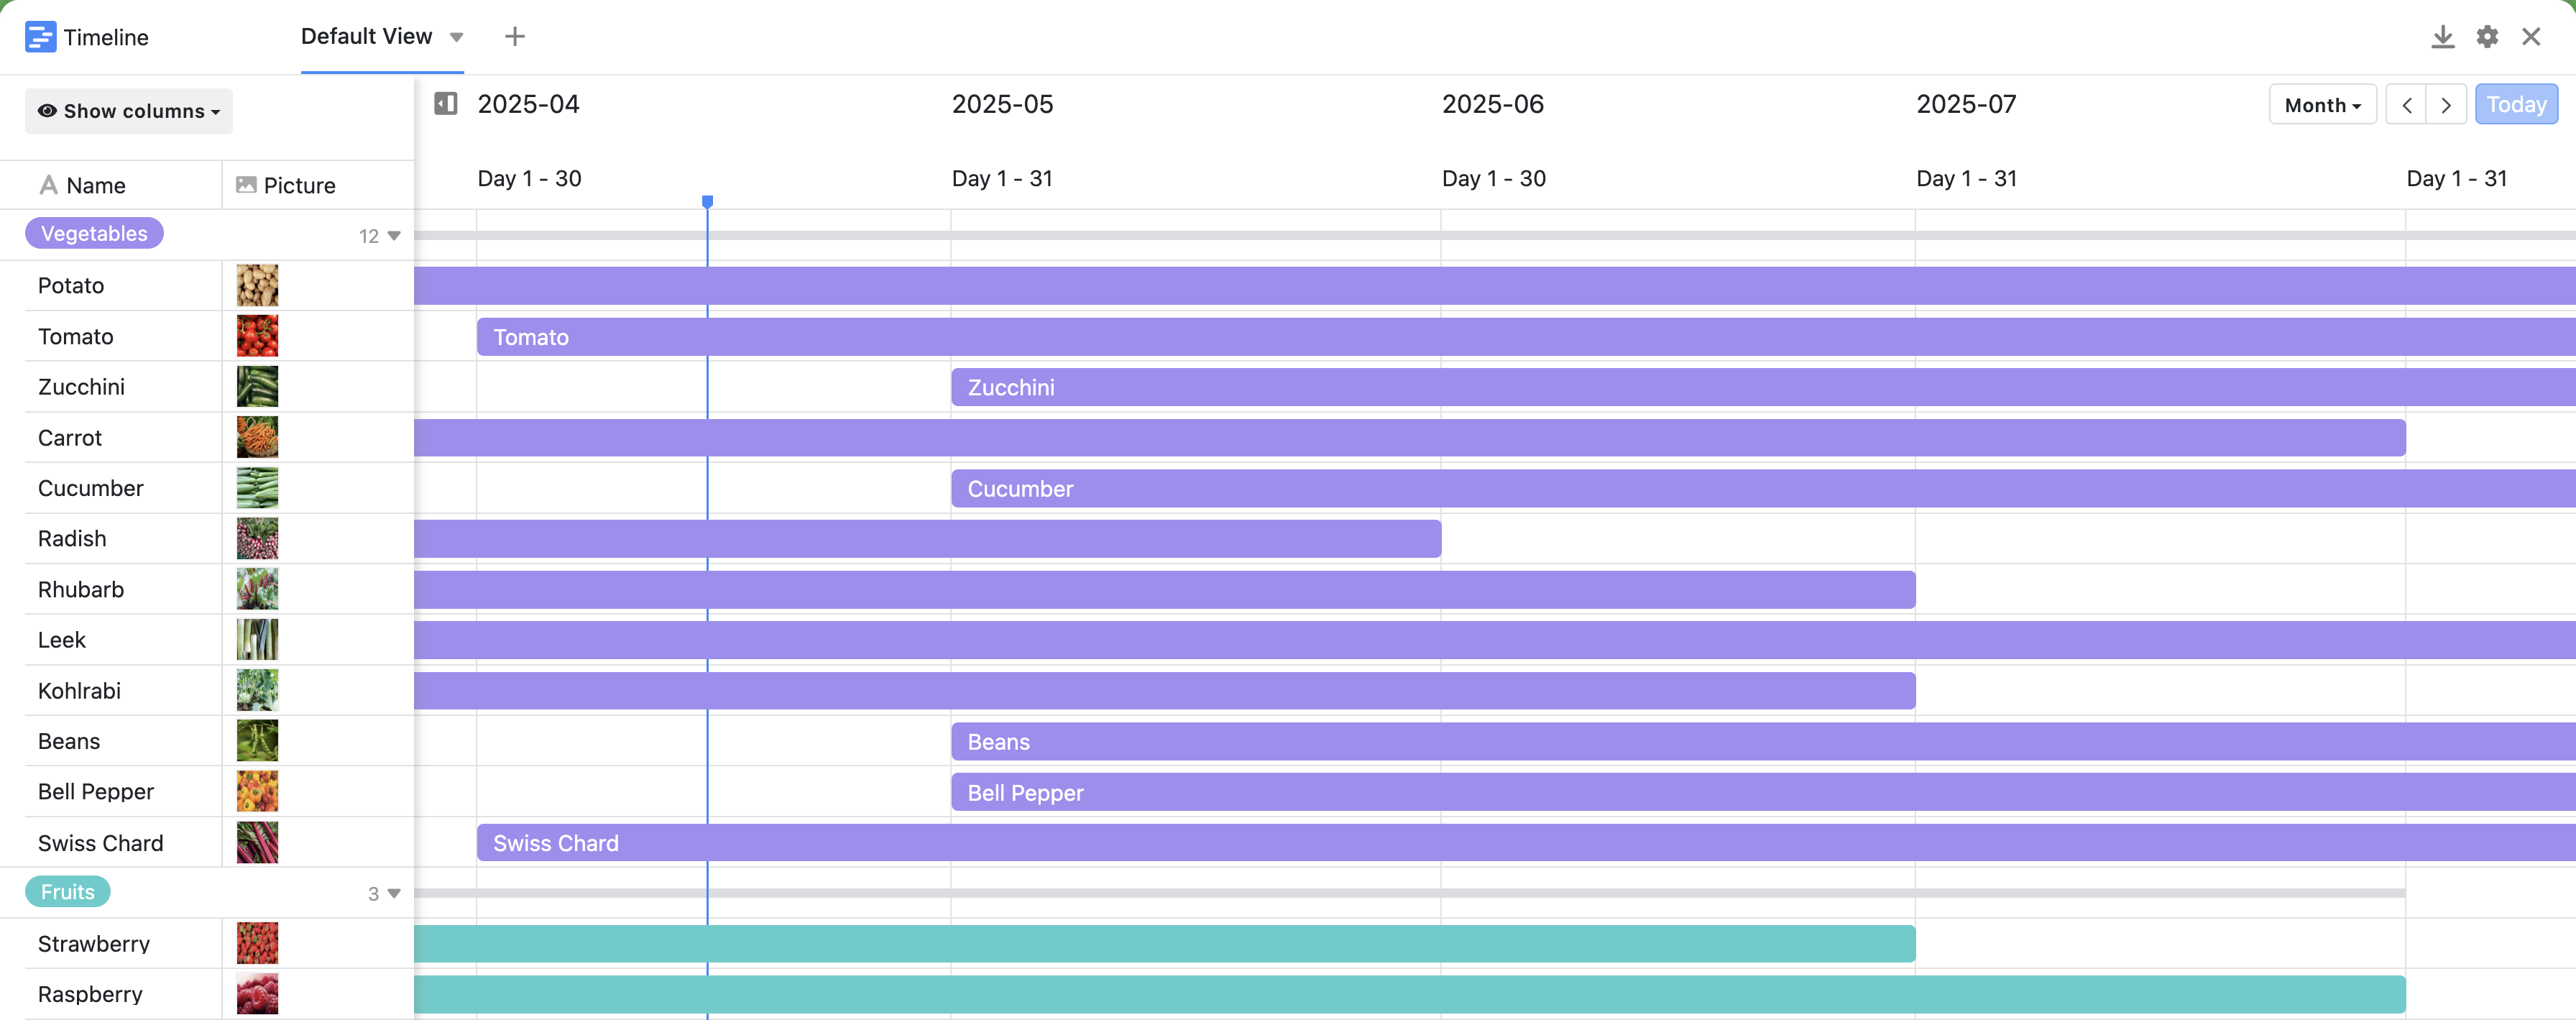 Timeline
Default View
Show columns
2025-04
2025-05
2025-06
2025-07
Month
Today
Name
Picture
Day 1 - 30
Day 1 - 31
Day 1 - 30
Day 1 - 31
Day 1 - 31
Vegetables
12
Potato
Tomato
Tomato
Zucchini
Zucchini
Carrot
Cucumber
Cucumber
Radish
Rhubarb
Leek
Kohlrabi
Beans
Beans
Bell Pepper
Bell Pepper
Swiss Chard
Swiss Chard
Fruits
3
Strawberry
Raspberry